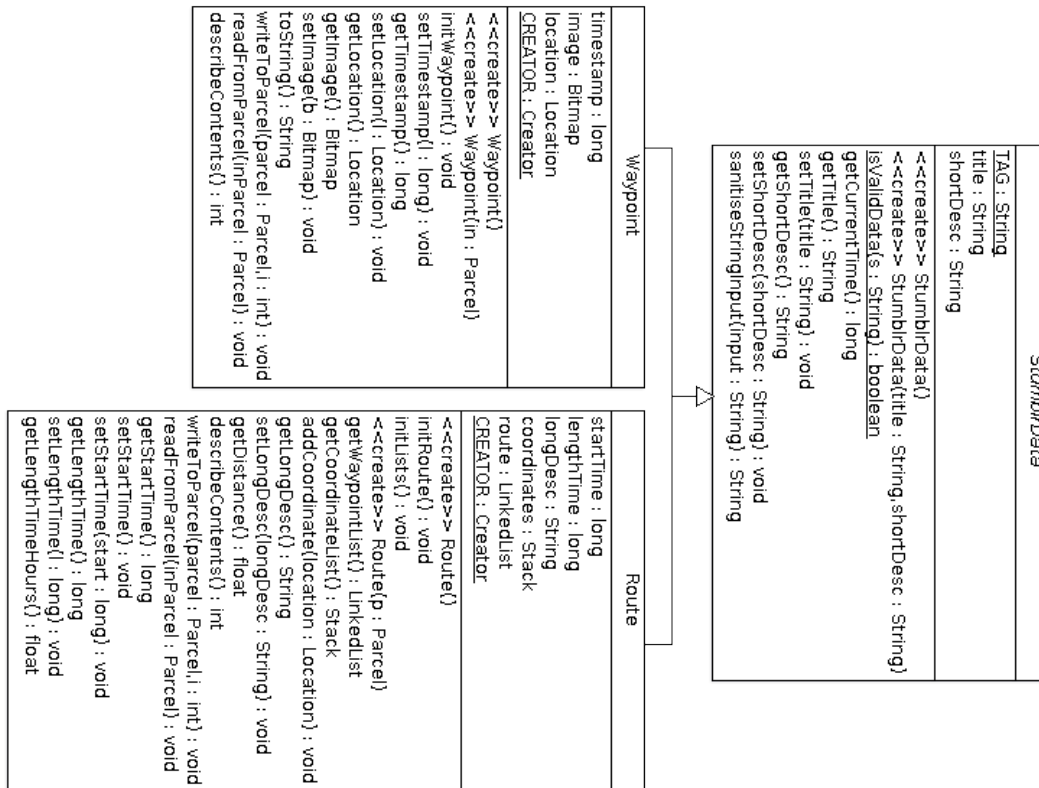 StumblrData
TAG : String
title : String
shortDesc : String
<<create>> StumblrData()
<<create>> StumblrData(title : String,shortDesc : String)
isValidData(s : String) : boolean
getCurrentTime() : long
getTitle() : String
setTitle(title : String) : void
getShortDesc() : String
setShortDesc(shortDesc : String) : void
sanitiseStringInput(input : String) : String
Waypoint
timestamp : long
image : Bitmap
location : Location
CREATOR : Creator
<<create>> Waypoint()
<<create>> Waypoint(in : Parcel)
initWaypoint() : void
setTimestamp(l : long) : void
getTimestamp() : long
setLocation(l : Location) : void
getLocation() : Location
getImage() : Bitmap
setImage(b : Bitmap) : void
toString() : String
writeToParcel(parcel : Parcel,i : int) : void
readFromParcel(inParcel : Parcel) : void
describeContents() : int
Route
startTime : long
lengthTime : long
longDesc : String
coordinates : Stack
route : LinkedList
CREATOR : Creator
<<create>> Route()
initRoute() : void
initLists() : void
<<create>> Route(p : Parcel)
getWaypointList() : LinkedList
getCoordinateList() : Stack
addCoordinate(location : Location) : void
getLongDesc() : String
setLongDesc(longDesc : String) : void
getDistance() : float
describeContents() : int
writeToParcel(parcel : Parcel,i : int) : void
readFromParcel(inParcel : Parcel) : void
getStartTime() : long
setStartTime() : void
setStartTime(start : long) : void
getLengthTime() : long
setLengthTime(l : long) : void
getLengthTimeHours() : float